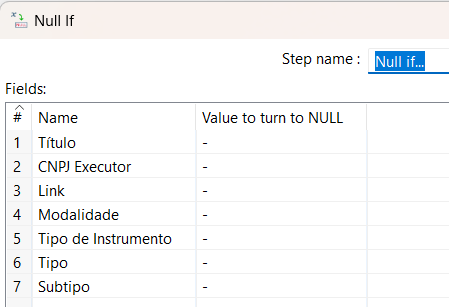 Null If
Step name : Null if...
Fields:
# Name Value to turn to NULL
1 Título -
2 CNPJ Executor -
3 Link -
4 Modalidade -
5 Tipo de Instrumento -
6 Tipo -
7 Subtipo -